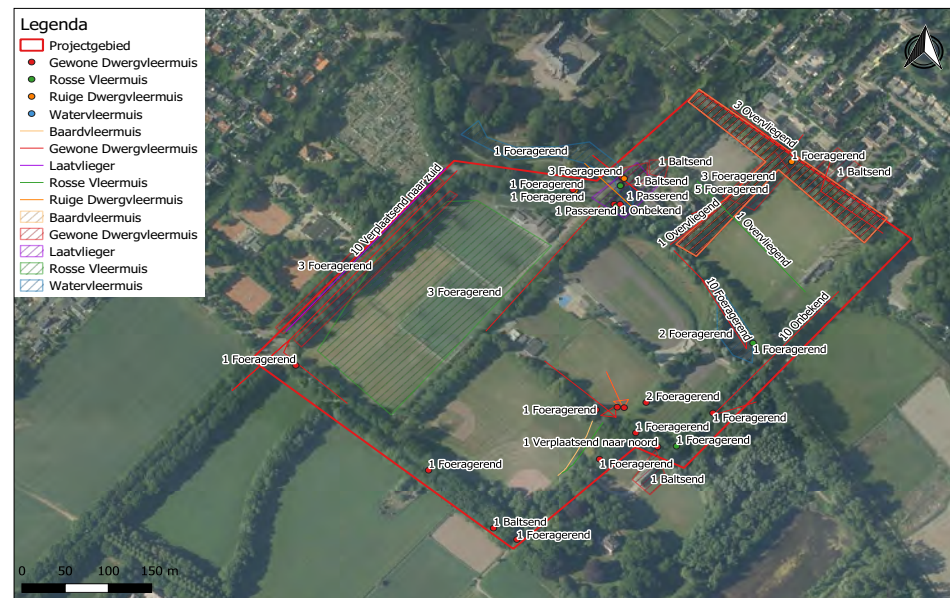 Legenda
Projectgebied
Gewone Dwergvleermuis
Rosse Vleermuis
Ruige Dwergvleermuis
Watervleermuis
Baardvleermuis
Gewone Dwergvleermuis
Laatvlieger
Rosse Vleermuis
Ruige Dwergvleermuis
Baardvleermuis
Gewone Dwergvleermuis
Laatvlieger
Rosse Vleermuis
Watervleermuis
3 Overvliegend
1 Foeragerend
1 Foeragerend
1 Baltsend
3 Foeragerend
1 Baltsend
3 Foeragerend
1 Baltsend
1 Foeragerend
5 Foeragerend
1 Foeragerend
1 Passerend
1 Passerend
1 Onbekend
1 Overvliegend
1 Overvliegend
10 Verplaatsend naar zuid
3 Foeragerend
3 Foeragerend
10 Foeragerend
10 Onbekend
2 Foeragerend
1 Foeragerend
1 Foeragerend
2 Foeragerend
1 Foeragerend
1 Foeragerend
1 Foeragerend
1 Verplaatsend naar noord
1 Foeragerend
1 Foeragerend
1 Foeragerend
1 Baltsend
1 Baltsend
1 Foeragerend
0 50 100 150 m